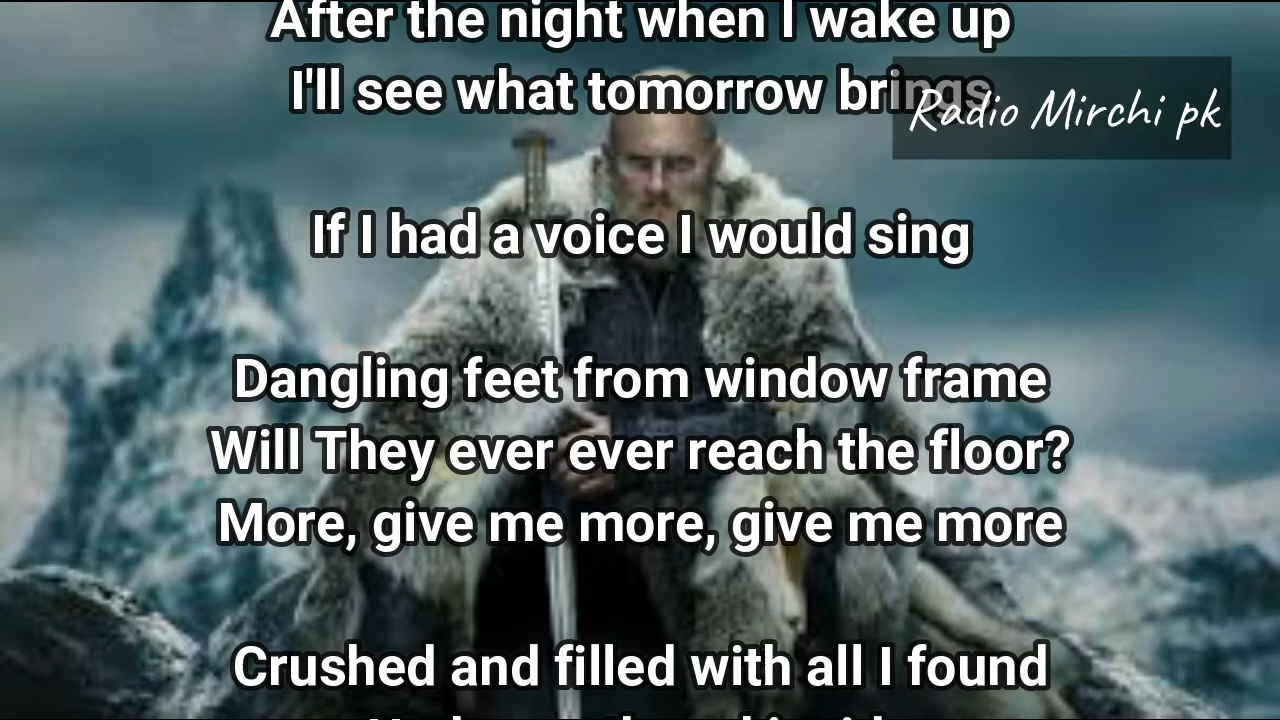 After the night when I wake up
I'll see what tomorrow brings
Radio Mirchi pk
If I had a voice I would sing
Dangling feet from window frame
Will They ever ever reach the floor?
More, give me more, give me more
Crushed and filled with all I found